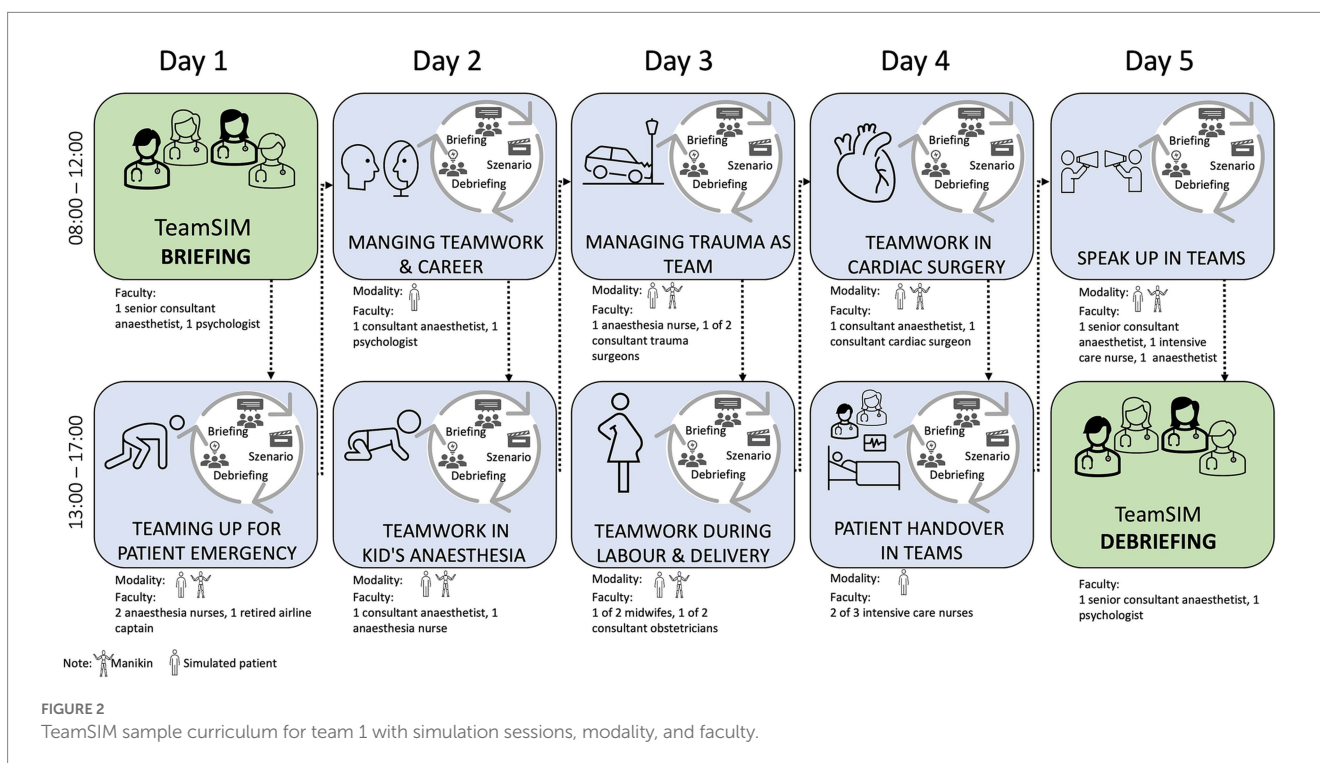 Day 1
Day 2
Day 3
Day 4
Day 5
08:00 – 12:00
TeamSIM
BRIEFING
Faculty:
1 senior consultant
anaesthetist, 1 psychologist
Briefing
Szenario
Debriefing
MANGING TEAMWORK
& CAREER
Modality:
Faculty:
1 consultant anaesthetist, 1
psychologist
Briefing
Szenario
Debriefing
MANAGING TRAUMA AS
TEAM
Modality:
Faculty:
1 anaesthesia nurse, 1 of 2
consultant trauma
surgeons
Briefing
Szenario
Debriefing
TEAMWORK IN
CARDIAC SURGERY
Modality:
Faculty:
1 consultant anaesthetist, 1
consultant cardiac surgeon
Briefing
Szenario
Debriefing
SPEAK UP IN TEAMS
Modality:
Faculty:
1 senior consultant
anaesthetist, 1 intensive
care nurse, 1 anaesthetist
13:00 – 17:00
Briefing
Szenario
Debriefing
TEAMING UP FOR
PATIENT EMERGENCY
Modality:
Faculty:
2 anaesthesia nurses, 1 retired airline
captain
Briefing
Szenario
Debriefing
TEAMWORK IN
KID'S ANAESTHESIA
Modality:
Faculty:
1 consultant anaesthetist, 1
anaesthesia nurse
Briefing
Szenario
Debriefing
TEAMWORK DURING
LABOUR & DELIVERY
Modality:
Faculty:
1 of 2 midwifes, 1 of 2
consultant obstetricians
Briefing
Szenario
Debriefing
PATIENT HANDOVER
IN TEAMS
Modality:
Faculty:
2 of 3 intensive care nurses
TeamSIM
DEBRIEFING
Faculty:
1 senior consultant anaesthetist, 1
psychologist
Note: Manikin Simulated patient
FIGURE 2
TeamSIM sample curriculum for team 1 with simulation sessions, modality, and faculty.